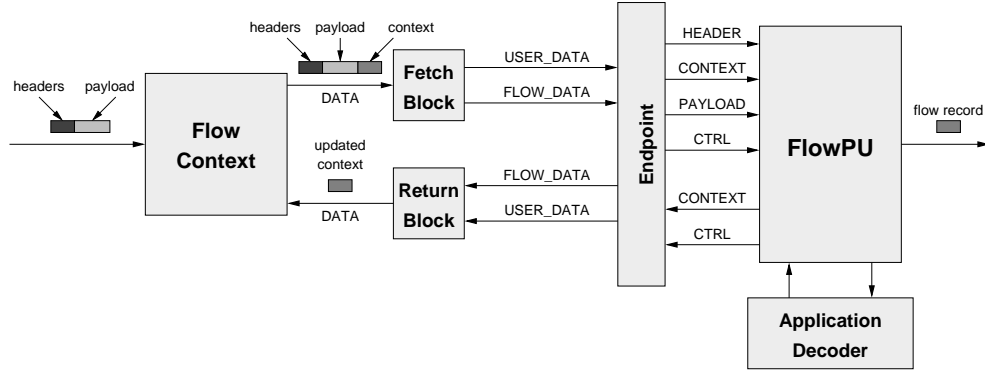 headers payload context
headers payload
DATA
Flow
Context
updated
context
DATA
Fetch
Block
Return
Block
USER_DATA
FLOW_DATA
FLOW_DATA
USER_DATA
Endpoint
HEADER
CONTEXT
PAYLOAD
CTRL
CONTEXT
CTRL
FlowPU
flow record
Application
Decoder